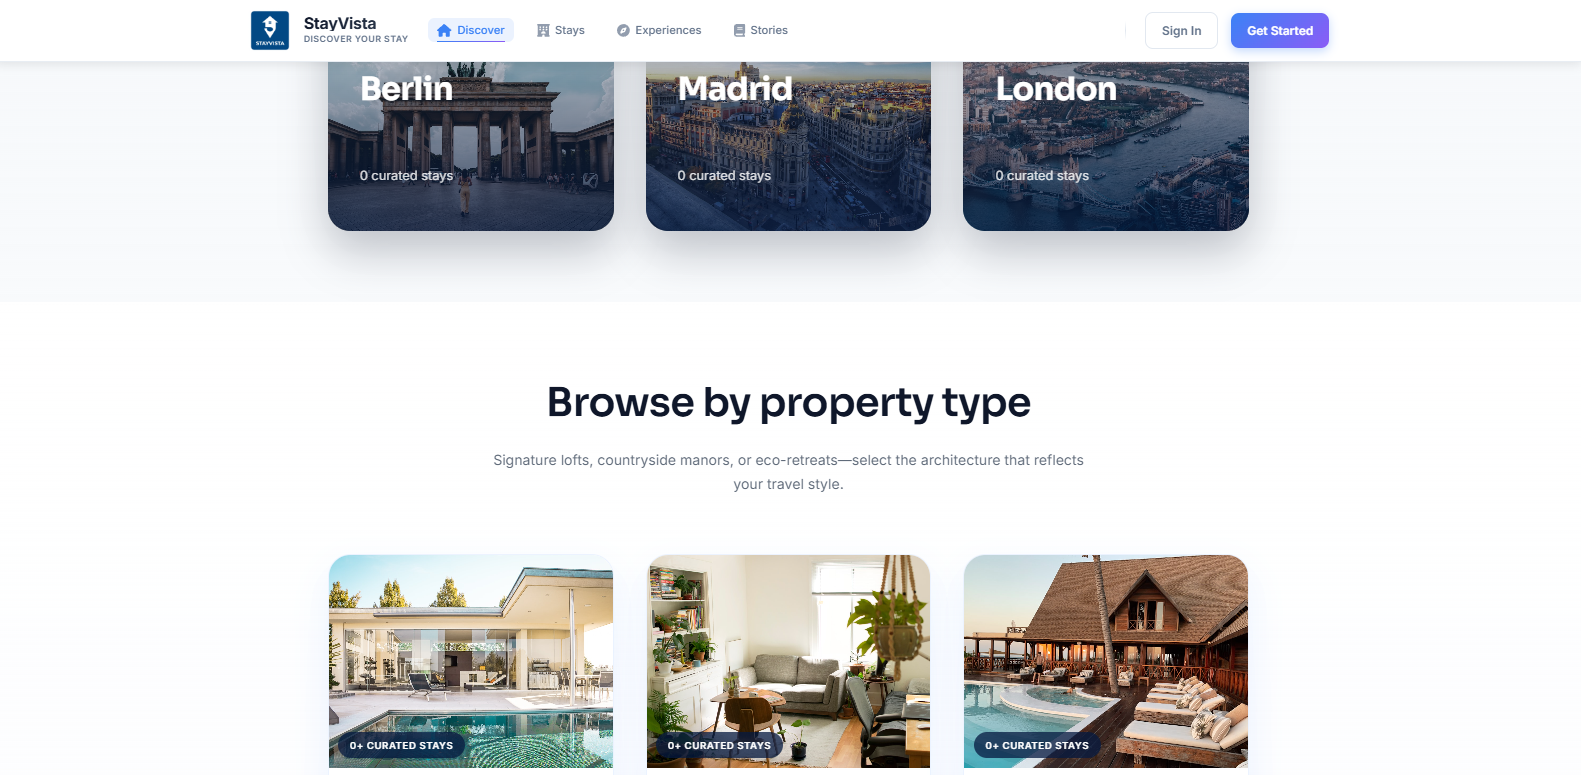 STAYVISTA
StayVista
DISCOVER YOUR STAY
Discover
Stays
Experiences
Stories
Sign In
Get Started
Berlin
Madrid
London
0 curated stays
0 curated stays
0 curated stays
Browse by property type
Signature lofts, countryside manors, or eco-retreats—select the architecture that reflects
your travel style.
0+ CURATED STAYS
0+ CURATED STAYS
0+ CURATED STAYS